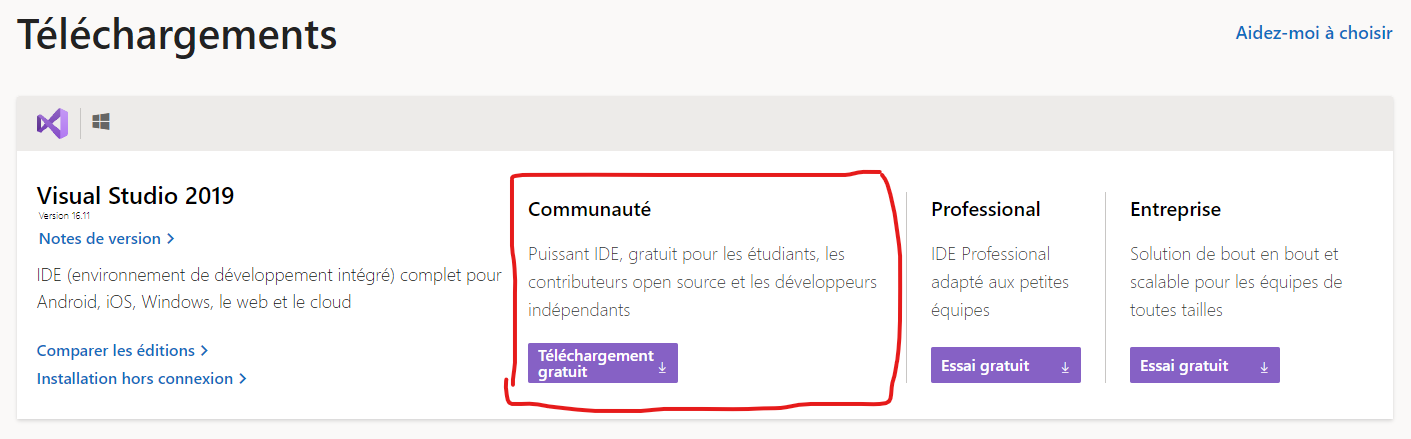 Téléchargements
Aidez-moi à choisir
Visual Studio 2019
Version 16.11
Notes de version
IDE (environnement de développement intégré) complet pour
Android, iOS, Windows, le web et le cloud
Comparer les éditions
Installation hors connexion
Communauté
Puissant IDE, gratuit pour les étudiants, les
contributeurs open source et les développeurs
indépendants
Téléchargement
gratuit
Professional
IDE Professional
adapté aux petites
équipes
Essai gratuit
Entreprise
Solution de bout en bout et
scalable pour les équipes de
toutes tailles
Essai gratuit